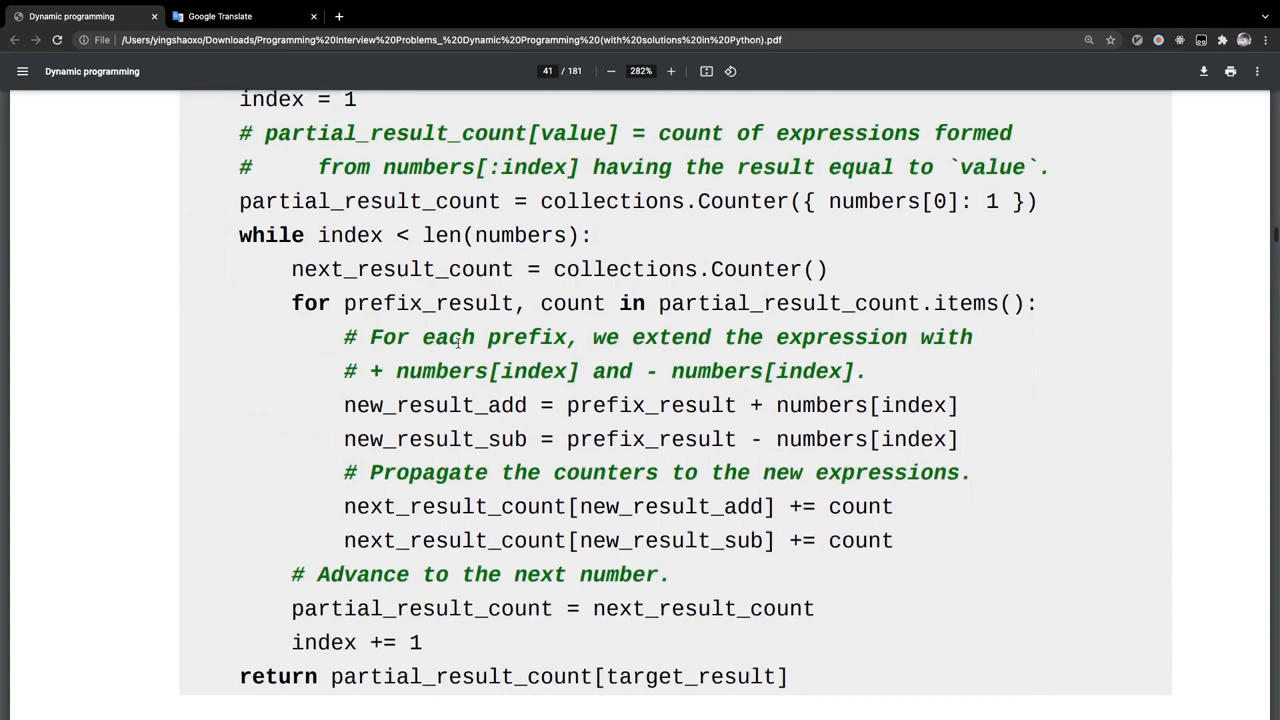 Dynamic programming
Google Translate
File /Users/yingshaoxo/Downloads/Programming%20Interview%20Problems_%20Dynamic%20Programming%20(with%20solutions%20in%20Python).pdf
Dynamic programming
41 / 181
282%
index = 1
# partial_result_count[value] = count of expressions formed
#     from numbers[:index] having the result equal to `value`.
partial_result_count = collections.Counter({ numbers[0]: 1 })
while index < len(numbers):
    next_result_count = collections.Counter()
    for prefix_result, count in partial_result_count.items():
        # For each prefix, we extend the expression with
        # + numbers[index] and - numbers[index].
        new_result_add = prefix_result + numbers[index]
        new_result_sub = prefix_result - numbers[index]
        # Propagate the counters to the new expressions.
        next_result_count[new_result_add] += count
        next_result_count[new_result_sub] += count
    # Advance to the next number.
    partial_result_count = next_result_count
    index += 1
return partial_result_count[target_result]